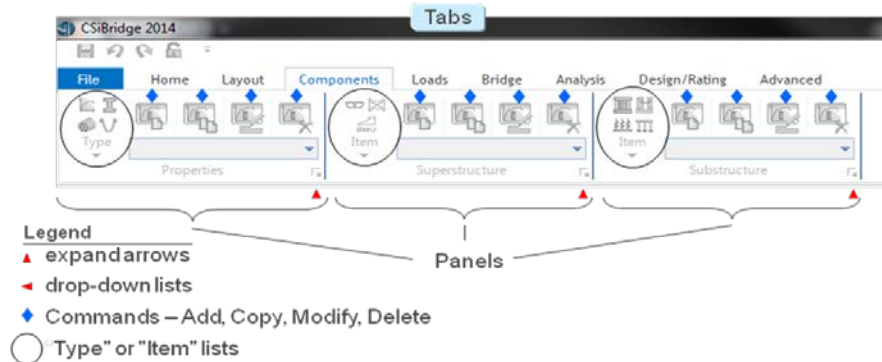 Tabs
CSiBridge 2014
File Home Layout Components Loads Bridge Analysis Design/Rating Advanced
Type Item Item
Properties Superstructure Substructure
Legend
expand arrows
Panels
drop-down lists
Commands – Add, Copy, Modify, Delete
"Type" or "Item" lists